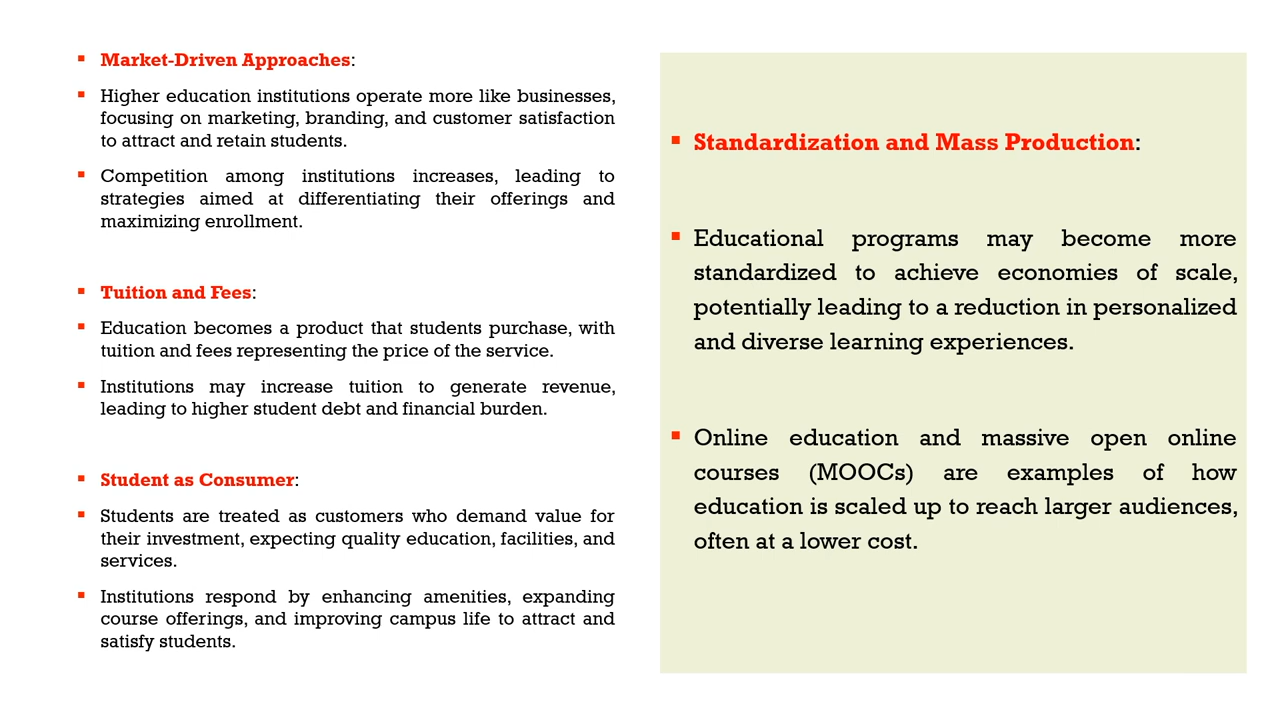 ▪ Market-Driven Approaches:
▪ Higher education institutions operate more like businesses,
focusing on marketing, branding, and customer satisfaction
to attract and retain students.
▪ Competition among institutions increases, leading to
strategies aimed at differentiating their offerings and
maximizing enrollment.
▪ Tuition and Fees:
▪ Education becomes a product that students purchase, with
tuition and fees representing the price of the service.
▪ Institutions may increase tuition to generate revenue,
leading to higher student debt and financial burden.
▪ Student as Consumer:
▪ Students are treated as customers who demand value for
their investment, expecting quality education, facilities, and
services.
▪ Institutions respond by enhancing amenities, expanding
course offerings, and improving campus life to attract and
satisfy students.
▪ Standardization and Mass Production:
▪ Educational programs may become more
standardized to achieve economies of scale,
potentially leading to a reduction in personalized
and diverse learning experiences.
▪ Online education and massive open online
courses (MOOCs) are examples of how
education is scaled up to reach larger audiences,
often at a lower cost.